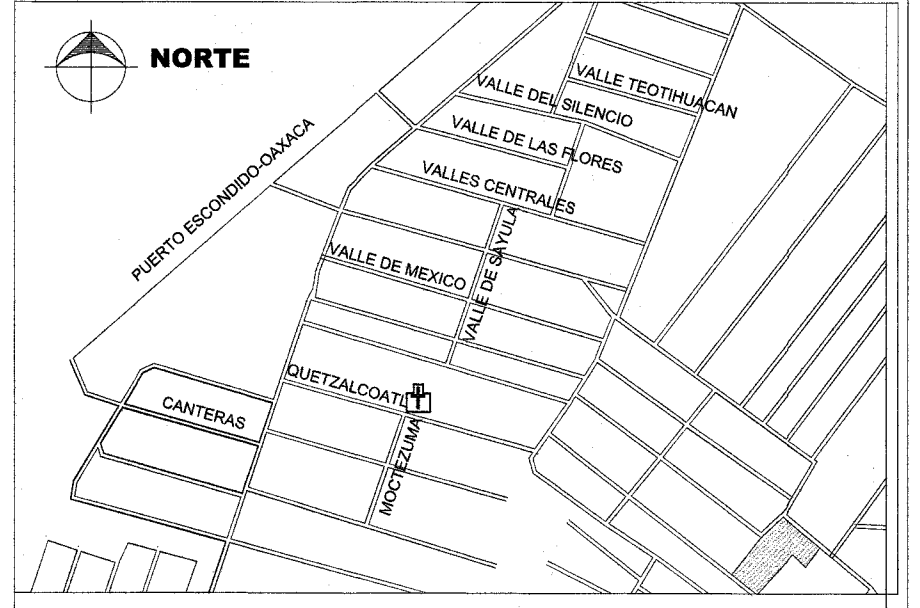 NORTE
VALLE TEOTIHUACAN
VALLE DEL SILENCIO
VALLE DE LAS FLORES
VALLES CENTRALES
PUERTO ESCONDIDO-OAXACA
VALLE DE SAYULA
VALLE DE MEXICO
QUETZALCOATL
CANTERAS
MOCTEZUMA